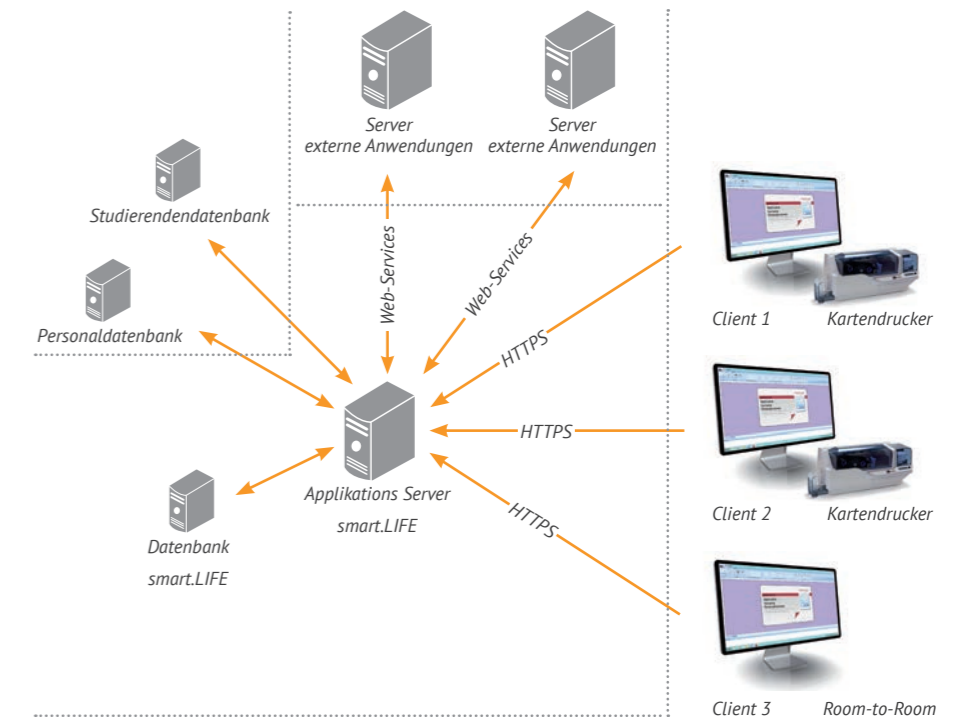 Server
externe Anwendungen
Server
externe Anwendungen
Studierendendatenbank
Personaldatenbank
Web-Services
Web-Services
HTTPS
Client 1
Kartendrucker
HTTPS
Applikations Server
smart.LIFE
HTTPS
Client 2
Kartendrucker
Datenbank
smart.LIFE
Client 3
Room-to-Room